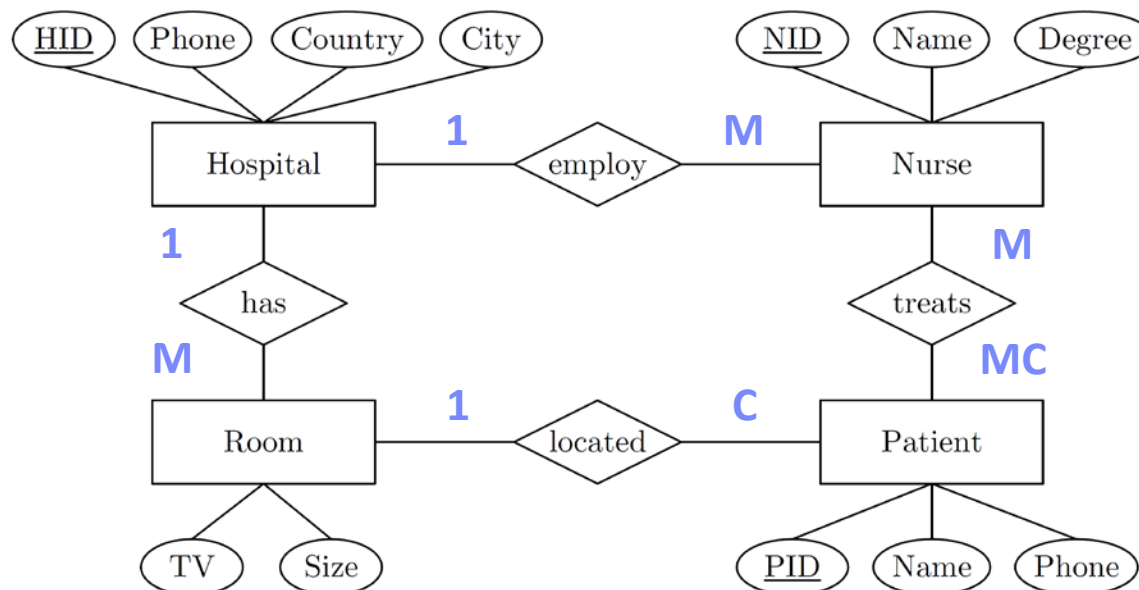 HID Phone Country City NID Name Degree
1 M
Hospital employ Nurse
1 M
has treats
M MC
1 C
Room located Patient
TV Size PID Name Phone